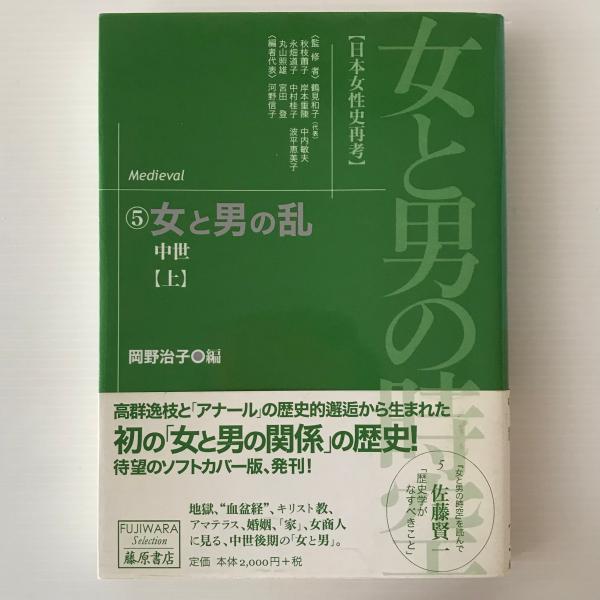 女と男の時空
【日本女性史再考】
〈監修者〉鶴見和子(代表)
秋枝蕭子 岸本重陳 中内敏夫
永畑道子 中村桂子 波平恵美子
丸山照雄 宮田登
〈編者代表〉河野信子
Medieval
⑤女と男の乱
中世
【上】
岡野治子◎編
高群逸枝と「アナール」の歴史的邂逅から生まれた
初の「女と男の関係」の歴史!
待望のソフトカバー版、発刊!
『女と男の時空』を読んで
5 佐藤賢一
「歴史学が
なすべきこと」
地獄、“血盆経”、キリスト教、
アマテラス、婚姻、「家」、女商人
に見る、中世後期の「女と男」。
定価 本体2,000円+税
FUJIWARA
Selection
藤原書店